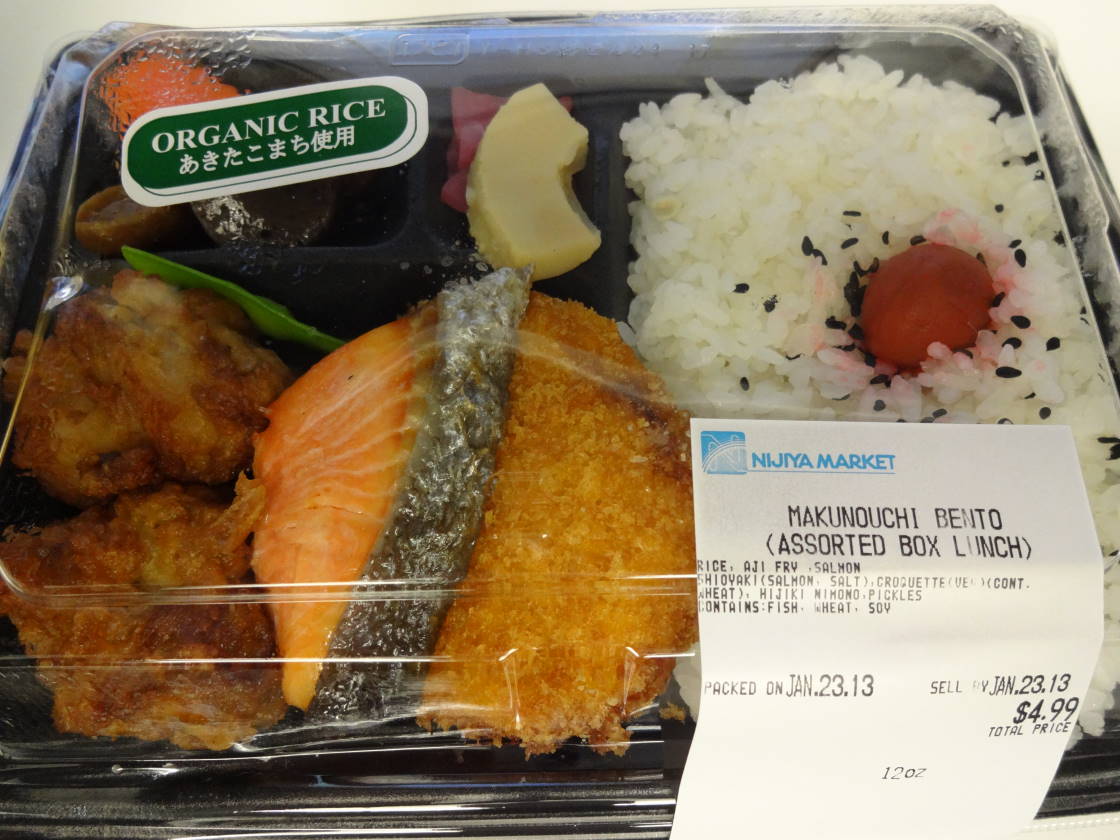 ORGANIC RICE
あきたこまち使用
NIJIYA MARKET
MAKUNOUCHI BENTO
(ASSORTED BOX LUNCH)
RICE, AJI FRY ,SALMON
SHIOYAKI(SALMON, SALT),CROQUETTE(VE.)(CONT.
WHEAT), HIJIKI NIMONO,PICKLES
CONTAINS:FISH, WHEAT, SOY
PACKED ON JAN.23.13 SELL BY JAN.23.13
$4.99
TOTAL PRICE
12oz